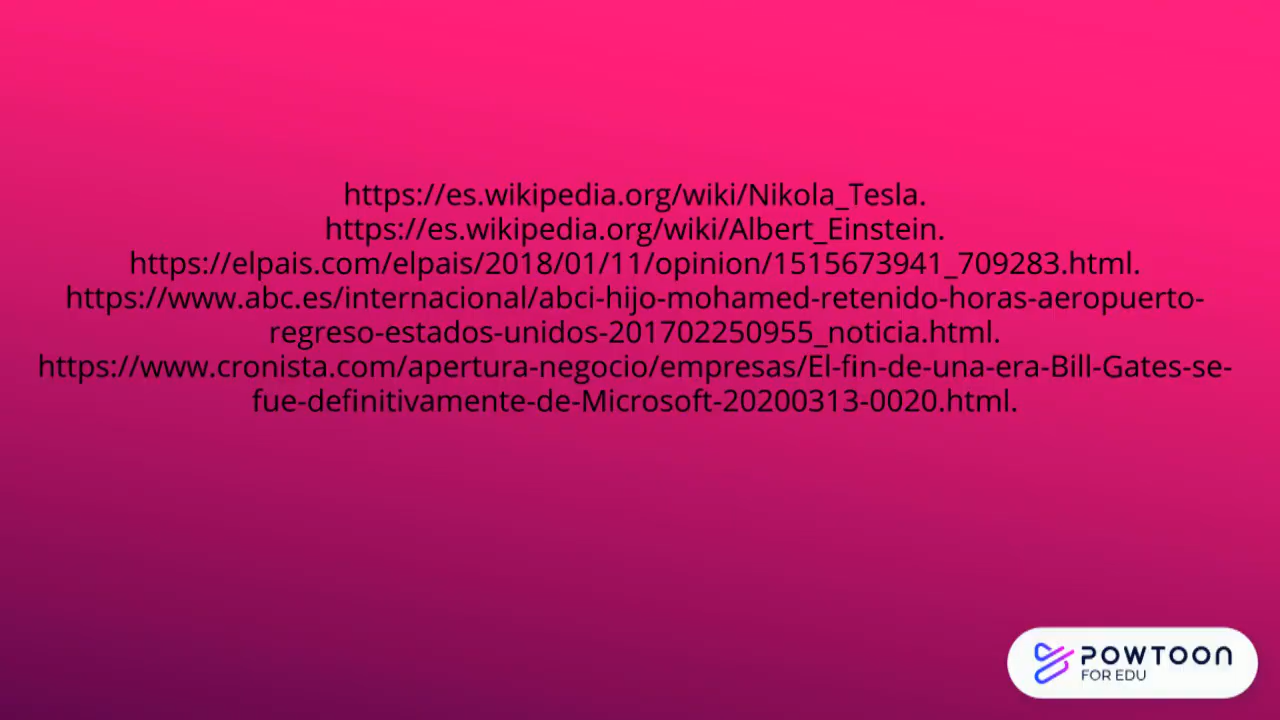 https://es.wikipedia.org/wiki/Nikola_Tesla.
https://es.wikipedia.org/wiki/Albert_Einstein.
https://elpais.com/elpais/2018/01/11/opinion/1515673941_709283.html.
https://www.abc.es/internacional/abci-hijo-mohamed-retenido-horas-aeropuerto-
regreso-estados-unidos-201702250955_noticia.html.
https://www.cronista.com/apertura-negocio/empresas/El-fin-de-una-era-Bill-Gates-se-
fue-definitivamente-de-Microsoft-20200313-0020.html.
POWTOON
FOR EDU